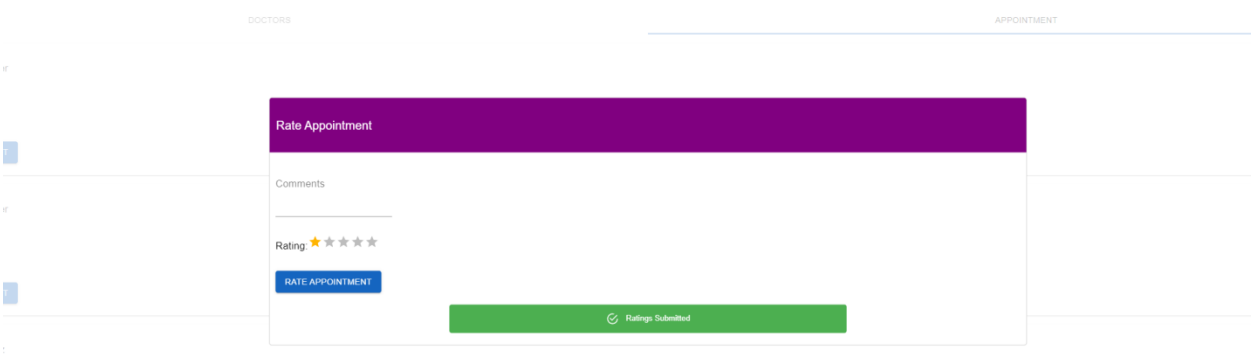 DOCTORS
APPOINTMENT
Rate Appointment
Comments
Rating:
RATE APPOINTMENT
Ratings Submitted